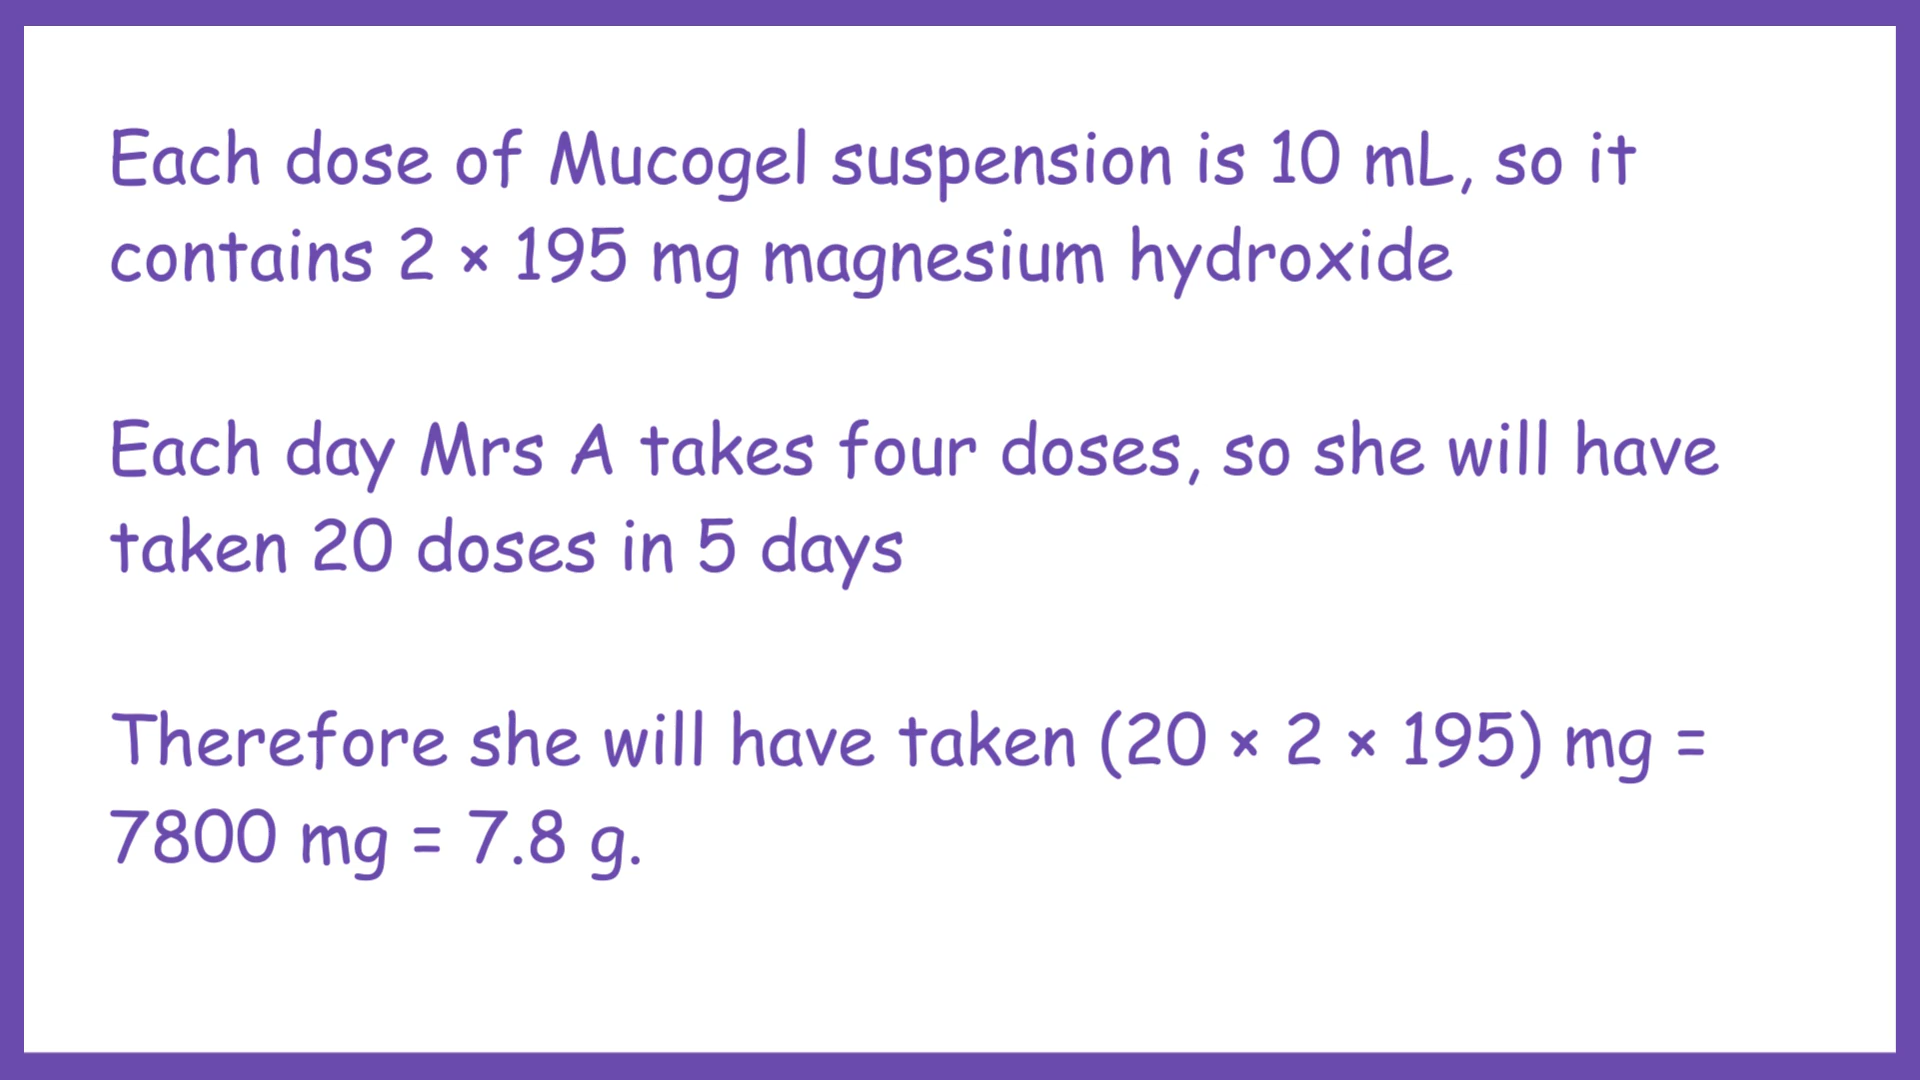 Each dose of Mucogel suspension is 10 mL, so it
contains 2 × 195 mg magnesium hydroxide
Each day Mrs A takes four doses, so she will have
taken 20 doses in 5 days
Therefore she will have taken (20 × 2 × 195) mg =
7800 mg = 7.8 g.